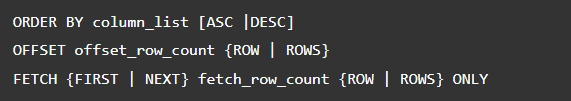 ORDER BY column_list [ASC |DESC]
OFFSET offset_row_count {ROW | ROWS}
FETCH {FIRST | NEXT} fetch_row_count {ROW | ROWS} ONLY